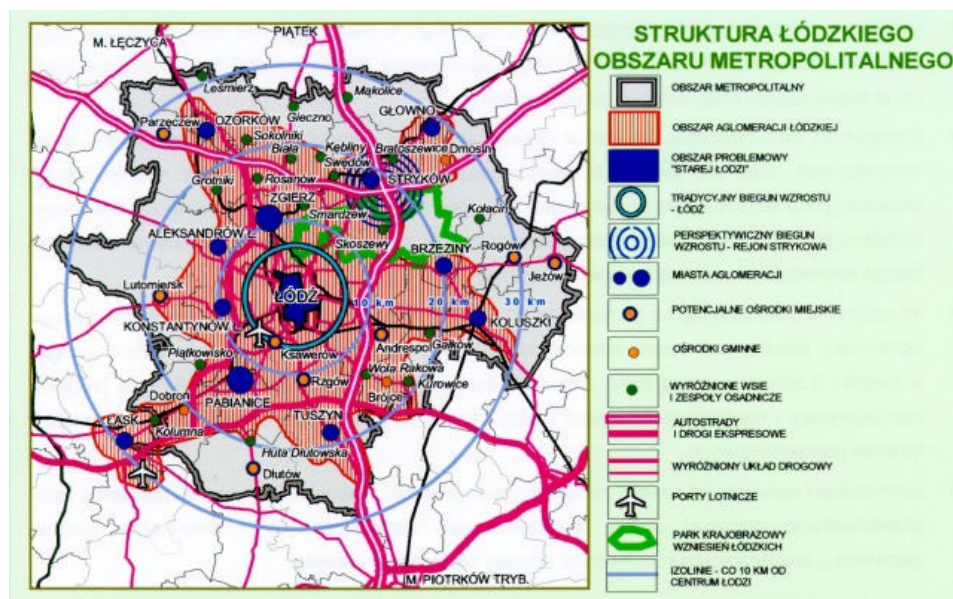 STRUKTURA ŁÓDZKIEGO
OBSZARU METROPOLITALNEGO
PIĄTEK
M. ŁĘCZYCA
Leśmierz
Mąkolice
Gieczno
GŁOWNO
OZORKÓW
Parzęczew
Sokolniki
Biała
Kębliny
Bratoszewice
Dmosin
Swędów
Rosanów
Grotniki
STRYKÓW
ZGIERZ
Smardzew
Kołacin
Skoszewy
ALEKSANDRÓW Ł.
BRZEZINY
Rogów
Jeżów
Lutomiersk
ŁÓDŹ
10 km
20 km
30 km
KONSTANTYNÓW Ł.
KOLUSZKI
Andrespol
Gałków
Ksawerów
Piątkowisko
Wola Rakowa
Rzgów
Kurowice
Brójce
Dobroń
PABIANICE
TUSZYN
ŁASK
Kolumna
Huta Dłutowska
Dłutów
M. PIOTRKÓW TRYB.
OBSZAR METROPOLITALNY
OBSZAR AGLOMERACJI ŁÓDZKIEJ
OBSZAR PROBLEMOWY
"STAREJ ŁODZI"
TRADYCYJNY BIEGUN WZROSTU
- ŁÓDŹ
PERSPEKTYWICZNY BIEGUN
WZROSTU - REJON STRYKOWA
MIASTA AGLOMERACJI
POTENCJALNE OŚRODKI MIEJSKIE
OŚRODKI GMINNE
WYRÓŻNIONE WSIE
I ZESPOŁY OSADNICZE
AUTOSTRADY
I DROGI EKSPRESOWE
WYRÓŻNIONY UKŁAD DROGOWY
PORTY LOTNICZE
PARK KRAJOBRAZOWY
WZNIESIEŃ ŁÓDZKICH
IZOLINIE - CO 10 KM OD
CENTRUM ŁODZI